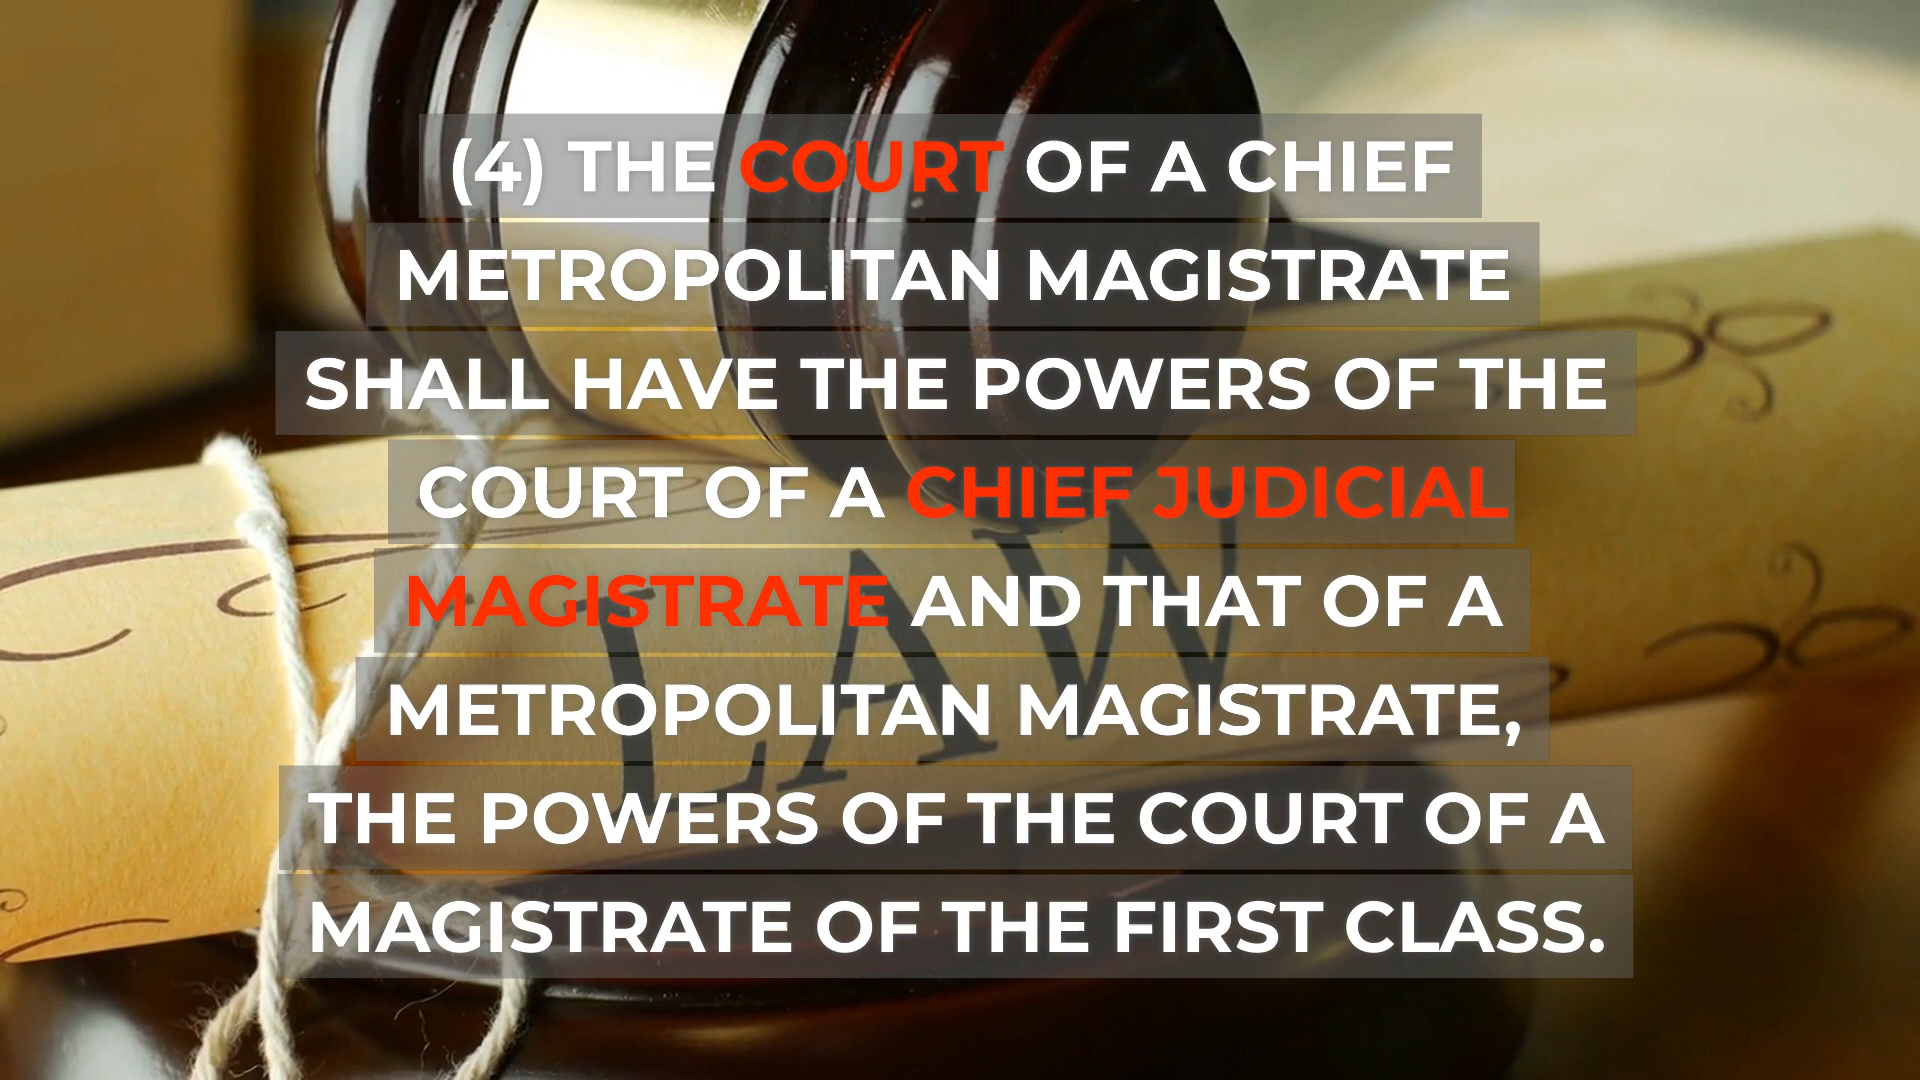 (4) THE COURT OF A CHIEF
METROPOLITAN MAGISTRATE
SHALL HAVE THE POWERS OF THE
COURT OF A CHIEF JUDICIAL
MAGISTRATE AND THAT OF A
METROPOLITAN MAGISTRATE,
THE POWERS OF THE COURT OF A
MAGISTRATE OF THE FIRST CLASS.
LAW